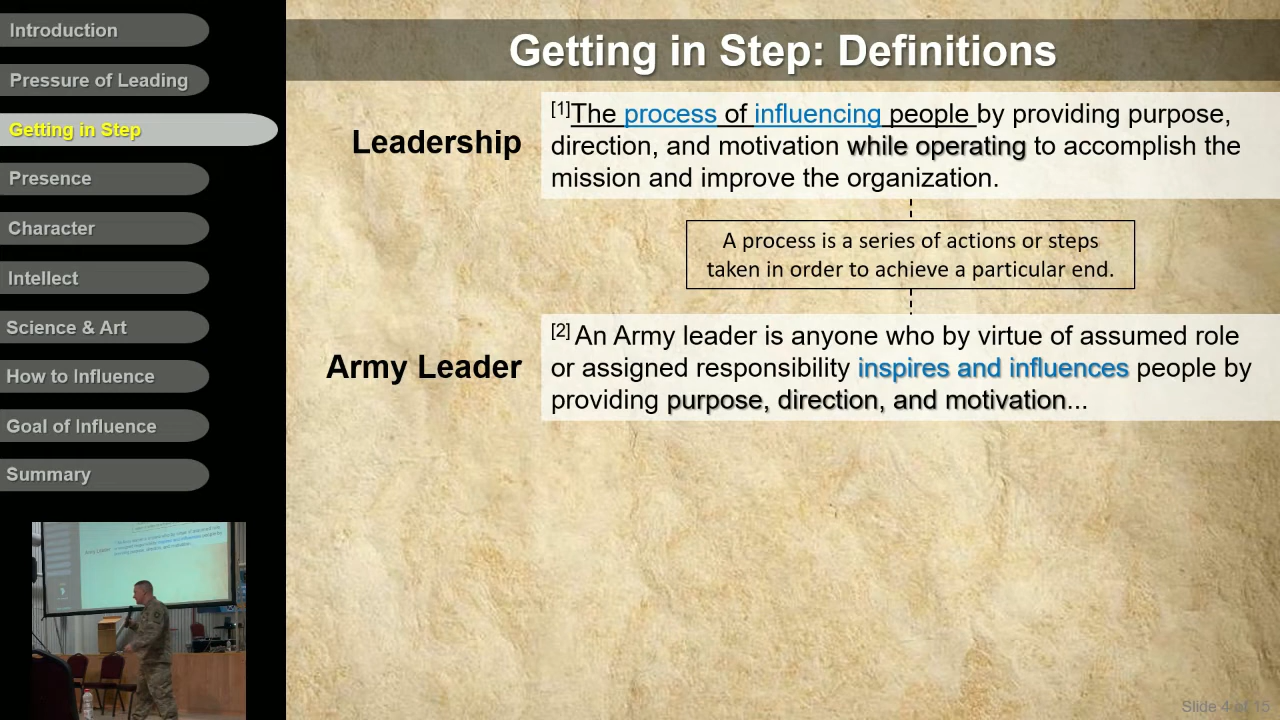 Introduction
Pressure of Leading
Getting in Step
Presence
Character
Intellect
Science & Art
How to Influence
Goal of Influence
Summary
Getting in Step: Definitions
Leadership
[1]The process of influencing people by providing purpose,
direction, and motivation while operating to accomplish the
mission and improve the organization.
A process is a series of actions or steps
taken in order to achieve a particular end.
Army Leader
[2] An Army leader is anyone who by virtue of assumed role
or assigned responsibility inspires and influences people by
providing purpose, direction, and motivation...
Slide 4 of 15